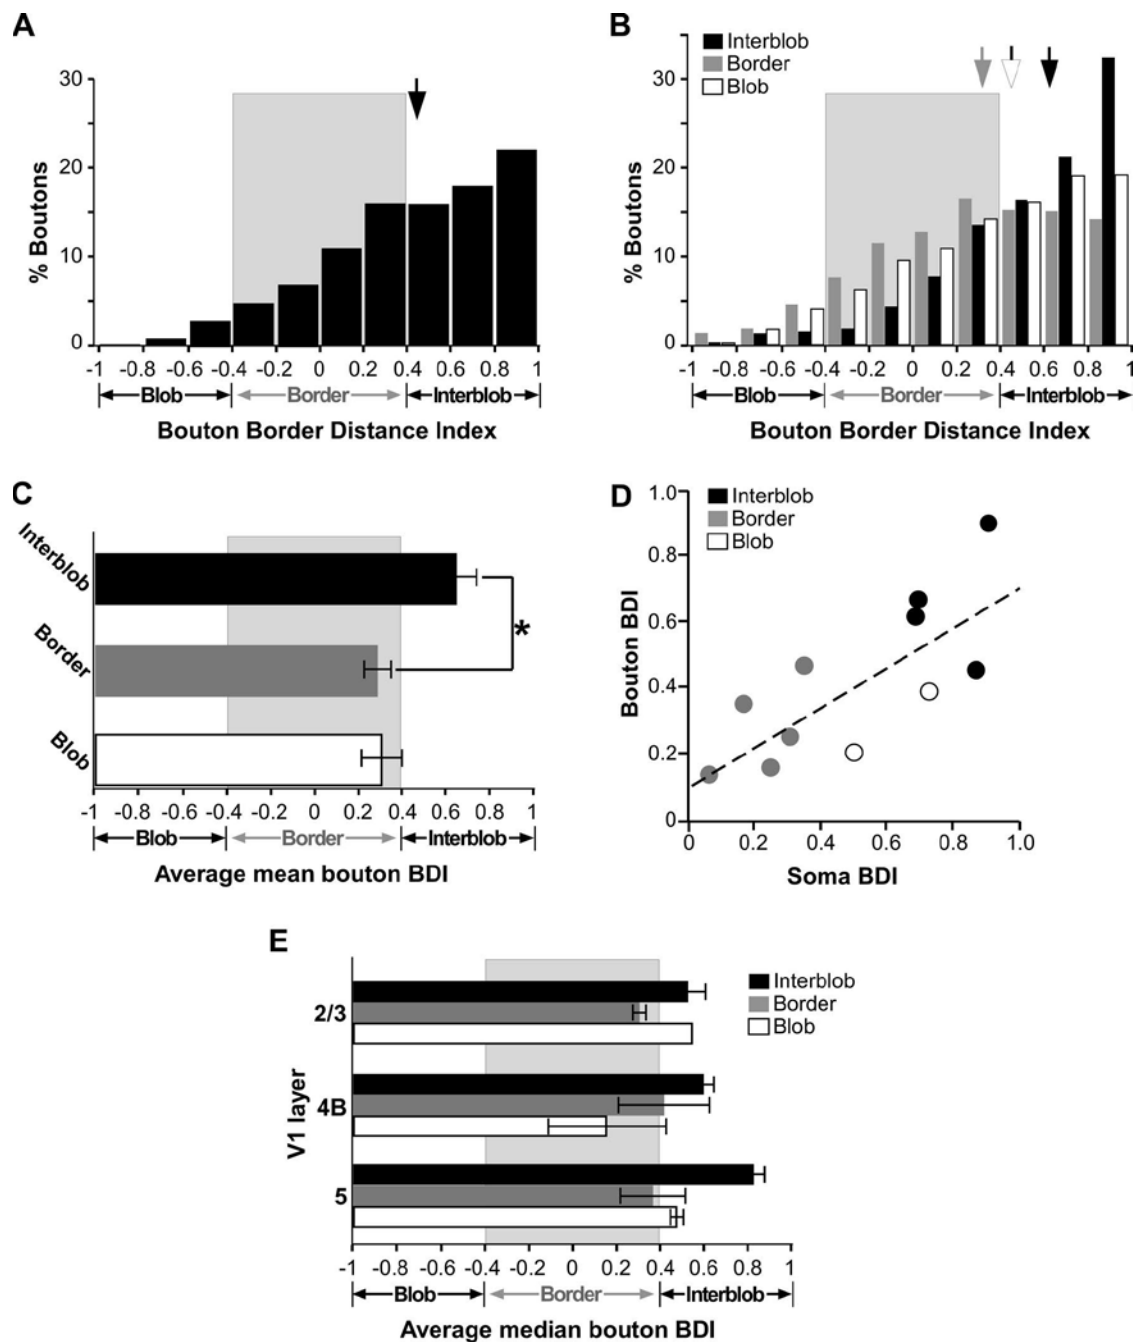 A
30
20
10
0
% Boutons
-1 -0.8 -0.6 -0.4 -0.2 0 0.2 0.4 0.6 0.8 1
Blob Border Interblob
Bouton Border Distance Index
B
Interblob
Border
Blob
30
20
10
0
% Boutons
-1 -0.8 -0.6 -0.4 -0.2 0 0.2 0.4 0.6 0.8 1
Blob Border Interblob
Bouton Border Distance Index
C
Interblob
Border
Blob
*
-1 -0.8 -0.6 -0.4 -0.2 0 0.2 0.4 0.6 0.8 1
Blob Border Interblob
Average mean bouton BDI
D
Interblob
Border
Blob
1.0
0.8
0.6
0.4
0.2
0
Bouton BDI
0 0.2 0.4 0.6 0.8 1.0
Soma BDI
E
Interblob
Border
Blob
2/3
4B
5
V1 layer
-1 -0.8 -0.6 -0.4 -0.2 0 0.2 0.4 0.6 0.8 1
Blob Border Interblob
Average median bouton BDI